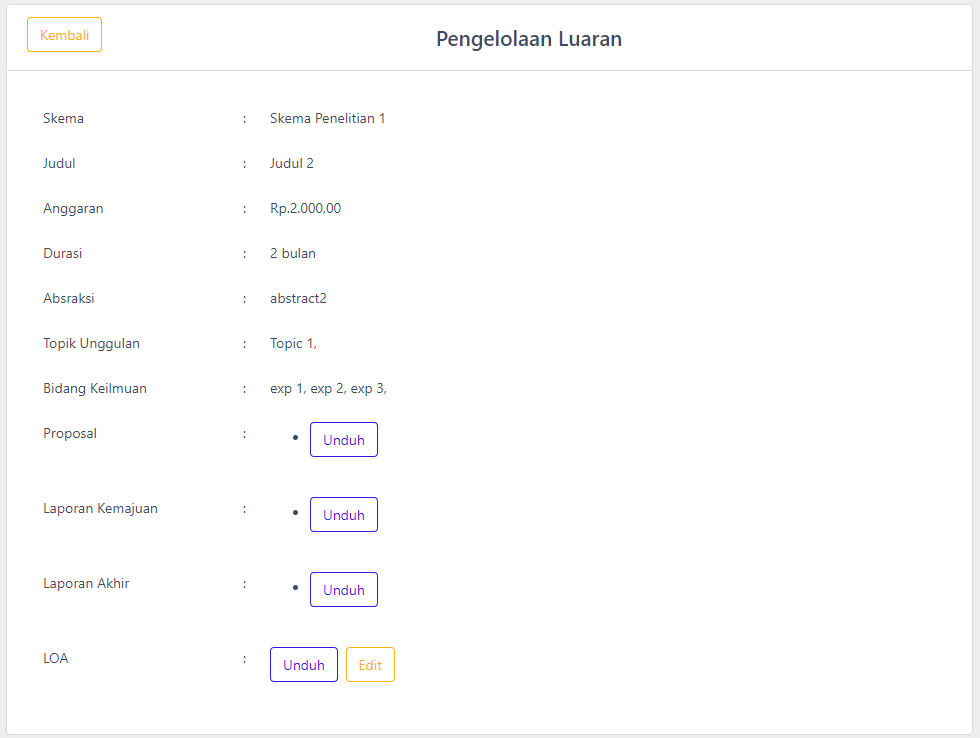 Kembali
Pengelolaan Luaran
Skema : Skema Penelitian 1
Judul : Judul 2
Anggaran : Rp.2.000,00
Durasi : 2 bulan
Absraksi : abstract2
Topik Unggulan : Topic 1,
Bidang Keilmuan : exp 1, exp 2, exp 3,
Proposal : • Unduh
Laporan Kemajuan : • Unduh
Laporan Akhir : • Unduh
LOA : Unduh Edit